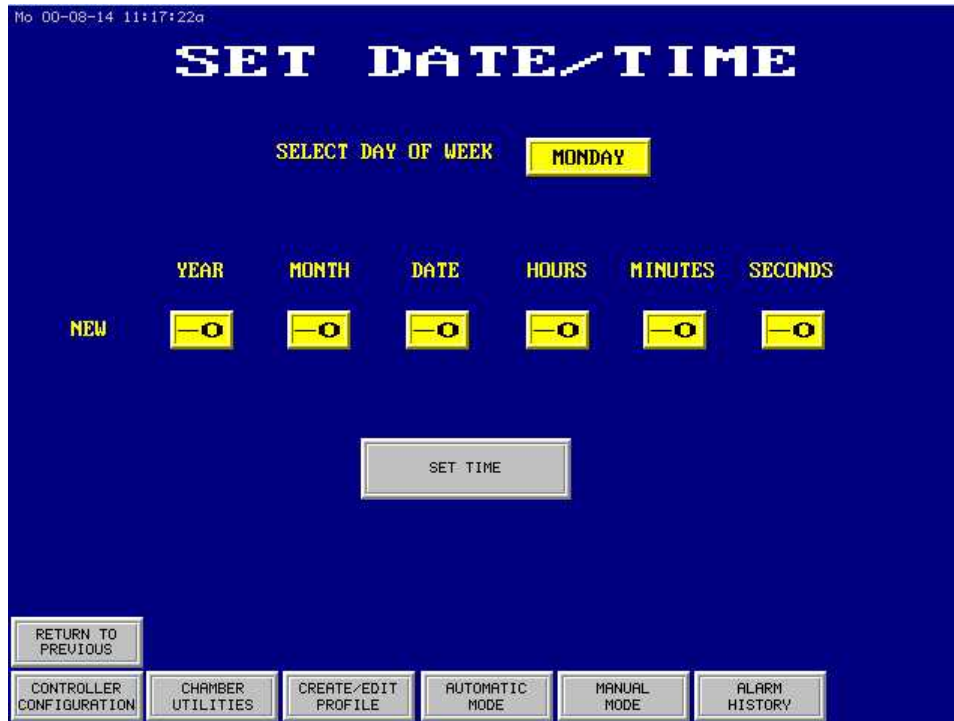 Mo 00-08-14 11:17:22a
SET DATE/TIME
SELECT DAY OF WEEK MONDAY
YEAR MONTH DATE HOURS MINUTES SECONDS
NEW -0 -0 -0 -0 -0 -0
SET TIME
RETURN TO
PREVIOUS
CONTROLLER
CONFIGURATION
CHAMBER
UTILITIES
CREATE/EDIT
PROFILE
AUTOMATIC
MODE
MANUAL
MODE
ALARM
HISTORY